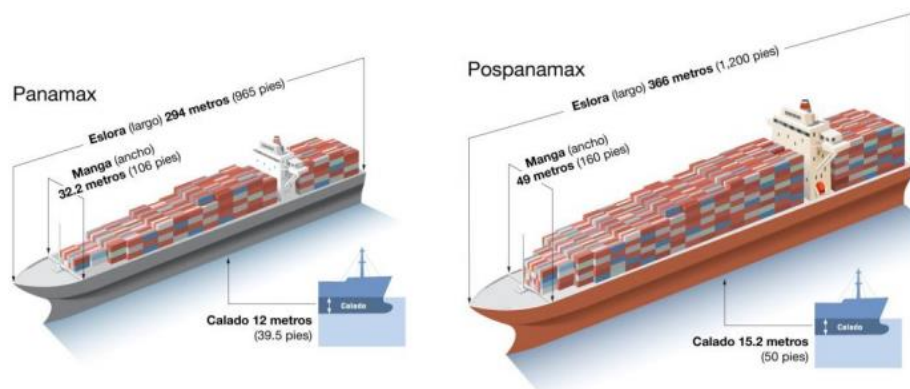 Panamax
Eslora (largo) 294 metros (965 pies)
Manga (ancho)
32.2 metros (106 pies)
Calado
Calado 12 metros
(39.5 pies)
Pospanamax
Eslora (largo) 366 metros (1,200 pies)
Manga (ancho)
49 metros (160 pies)
Calado
Calado 15.2 metros
(50 pies)